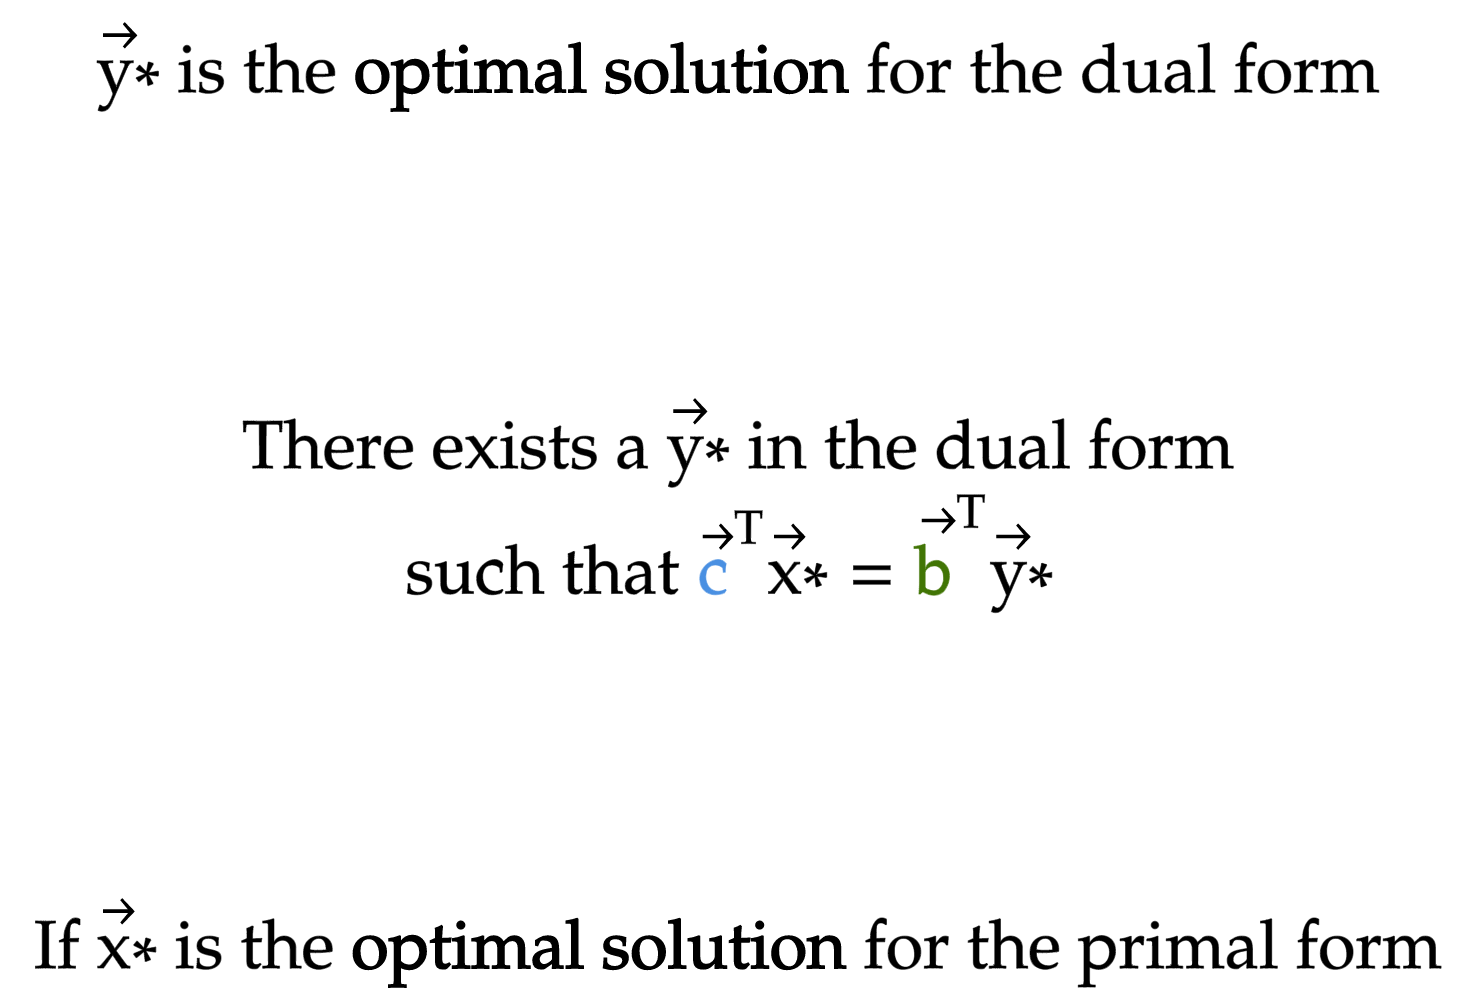 y⃗* is the optimal solution for the dual form
There exists a y⃗* in the dual form
such that c⃗ᵀx⃗* = b⃗ᵀy⃗*
If x⃗* is the optimal solution for the primal form